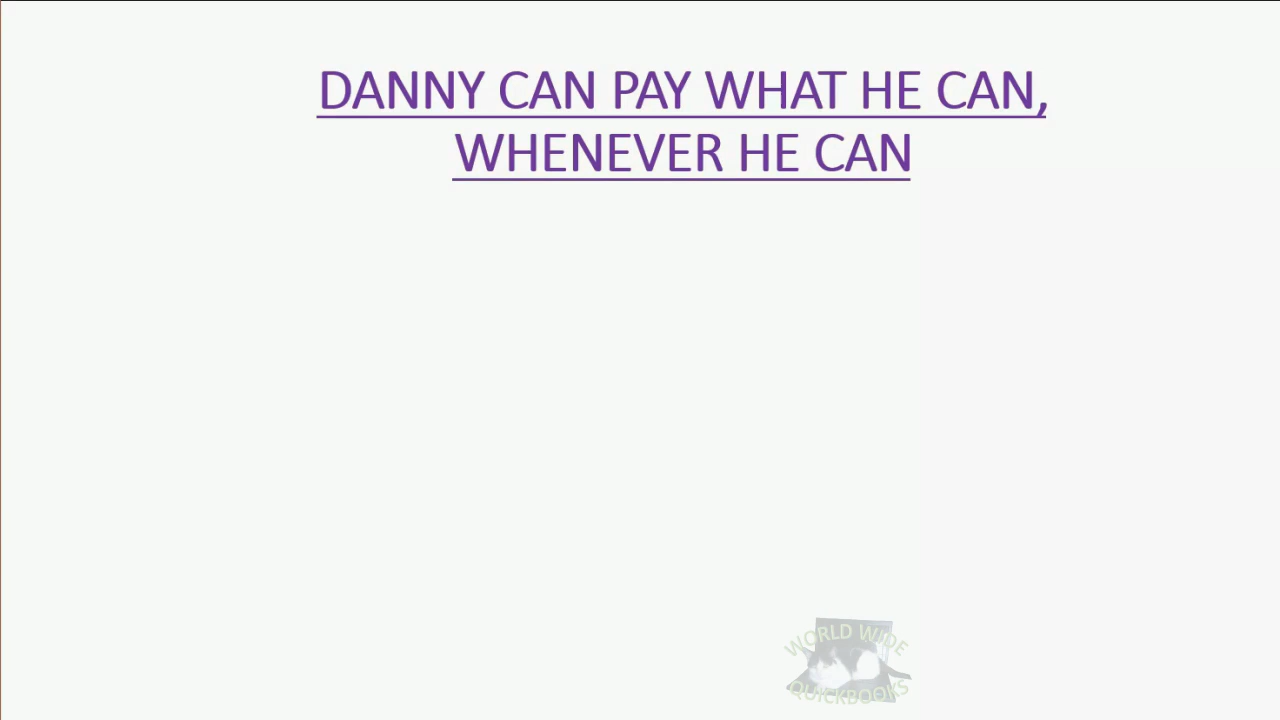 DANNY CAN PAY WHAT HE CAN,
WHENEVER HE CAN
WORLD WIDE
QUICKBOOKS